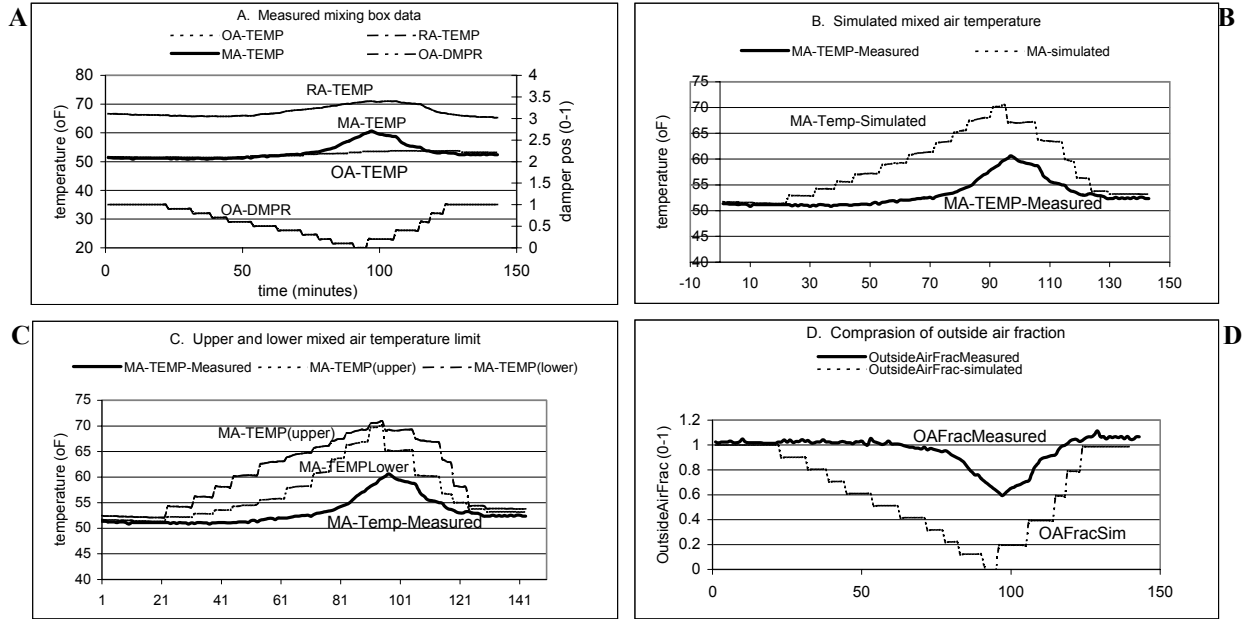 A
A. Measured mixing box data
OA-TEMP
RA-TEMP
MA-TEMP
OA-DMPR
80
70
60
50
40
30
20
4
3.5
3
2.5
2
1.5
1
0.5
0
temperature (oF)
damper pos (0-1)
RA-TEMP
MA-TEMP
OA-TEMP
OA-DMPR
0
50
100
150
time (minutes)
B
B. Simulated mixed air temperature
MA-TEMP-Measured
MA-simulated
75
70
65
60
55
50
45
40
temperature (oF)
MA-Temp-Simulated
MA-TEMP-Measured
-10
10
30
50
70
90
110
130
150
C
C. Upper and lower mixed air temperature limit
MA-TEMP-Measured
MA-TEMP(upper)
MA-TEMP(lower)
75
70
65
60
55
50
45
40
temperature (oF)
MA-TEMP(upper)
MA-TEMPLower
MA-Temp-Measured
1
21
41
61
81
101
121
141
D
D. Comprasion of outside air fraction
OutsideAirFracMeasured
OutsideAirFrac-simulated
1.2
1
0.8
0.6
0.4
0.2
0
OutsideAirFrac (0-1)
OAFracMeasured
OAFracSim
0
50
100
150